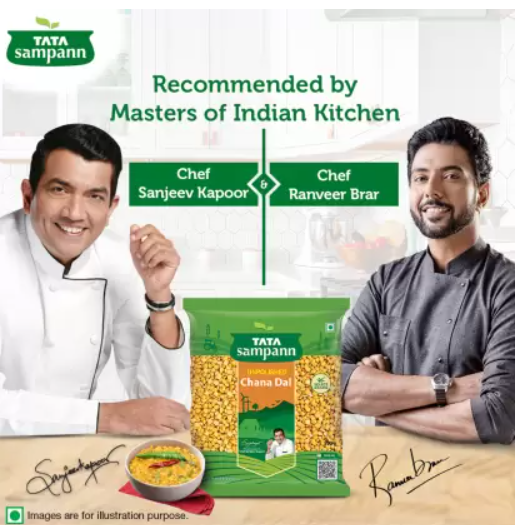 TATA
sampann
Recommended by
Masters of Indian Kitchen
Chef
Sanjeev Kapoor
&
Chef
Ranveer Brar
TATA
sampann
UNPOLISHED
Chana Dal
Sanjeev Kapoor
Ranveer Brar
Images are for illustration purpose.